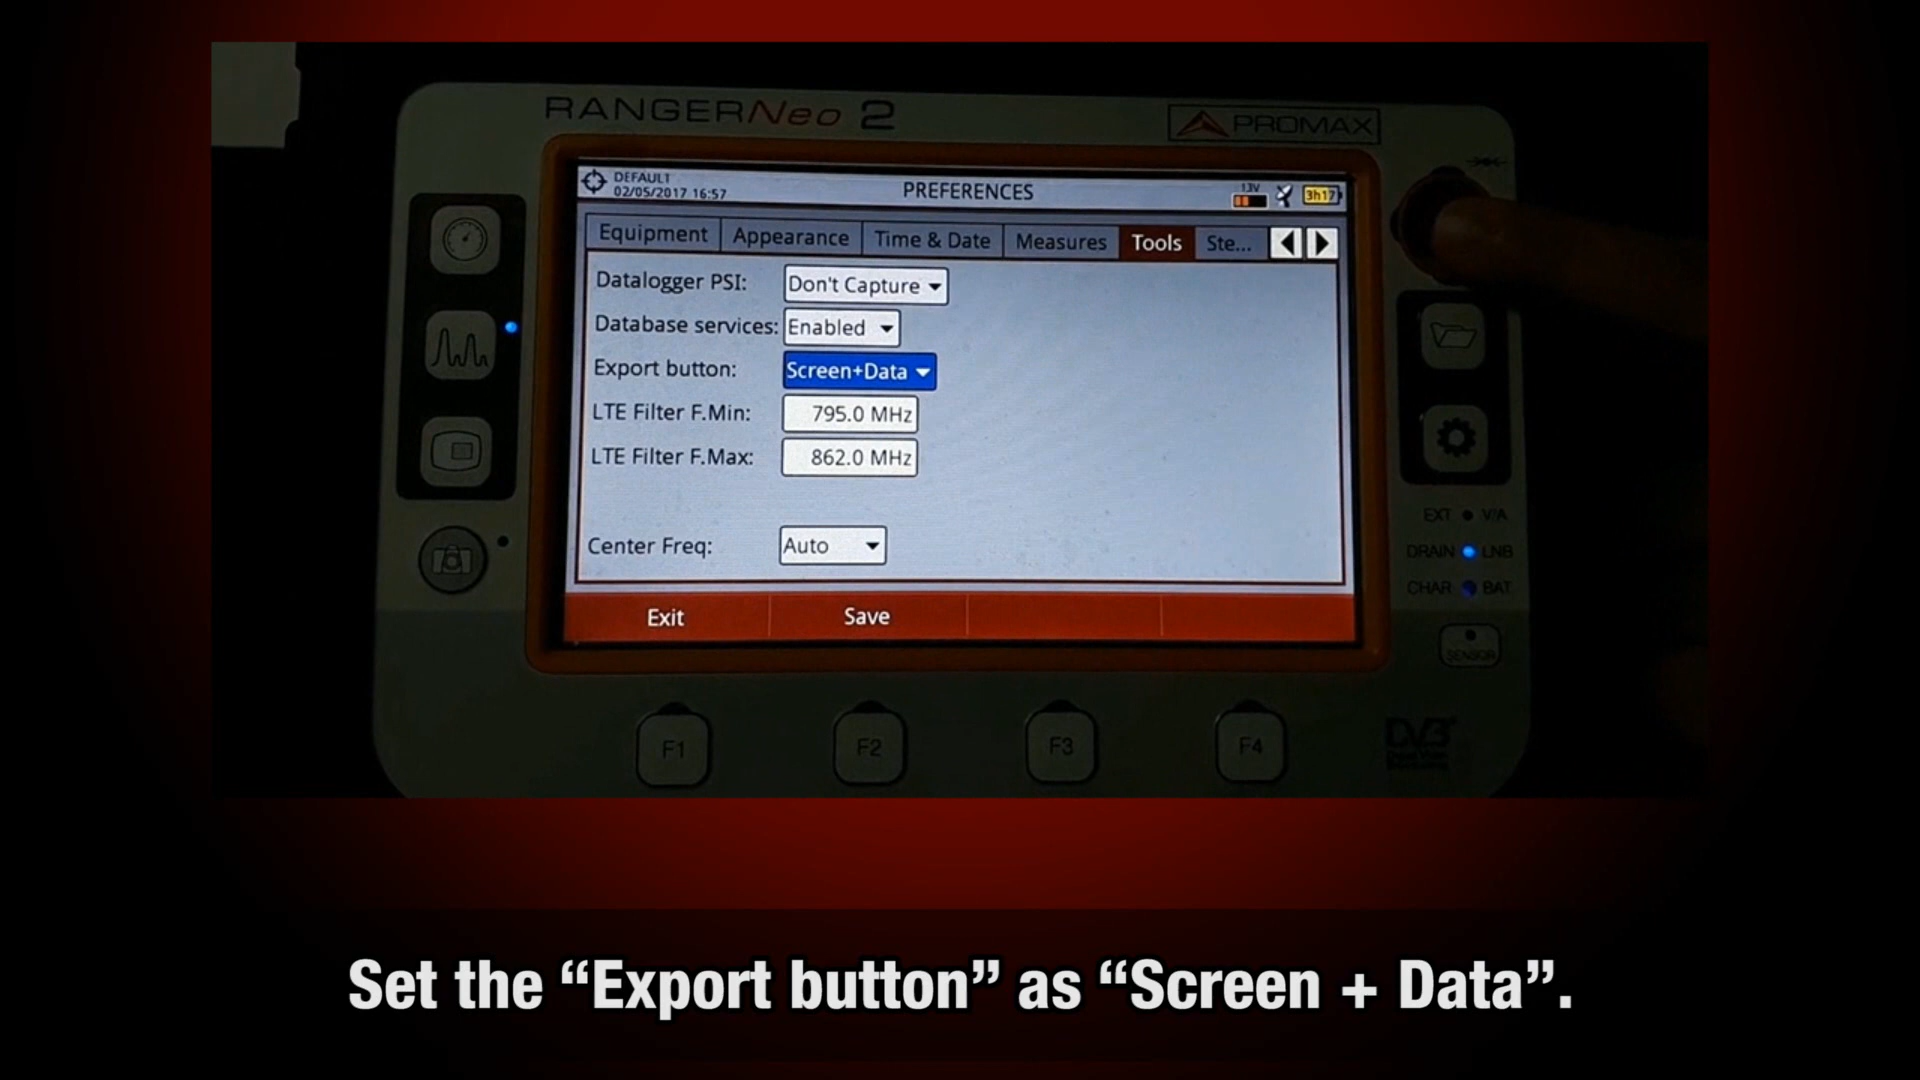 RANGERNeo 2
PROMAX
DEFAULT
02/05/2017 16:57
PREFERENCES
13V
3h17
Equipment
Appearance
Time & Date
Measures
Tools
Ste...
Datalogger PSI:
Don't Capture
Database services:
Enabled
Export button:
Screen+Data
LTE Filter F.Min:
795.0 MHz
LTE Filter F.Max:
862.0 MHz
Center Freq:
Auto
Exit
Save
EXT
V/A
DRAIN
LNB
CHAR
BAT
SENSOR
F1
F2
F3
F4
DVB
Set the “Export button” as “Screen + Data”.